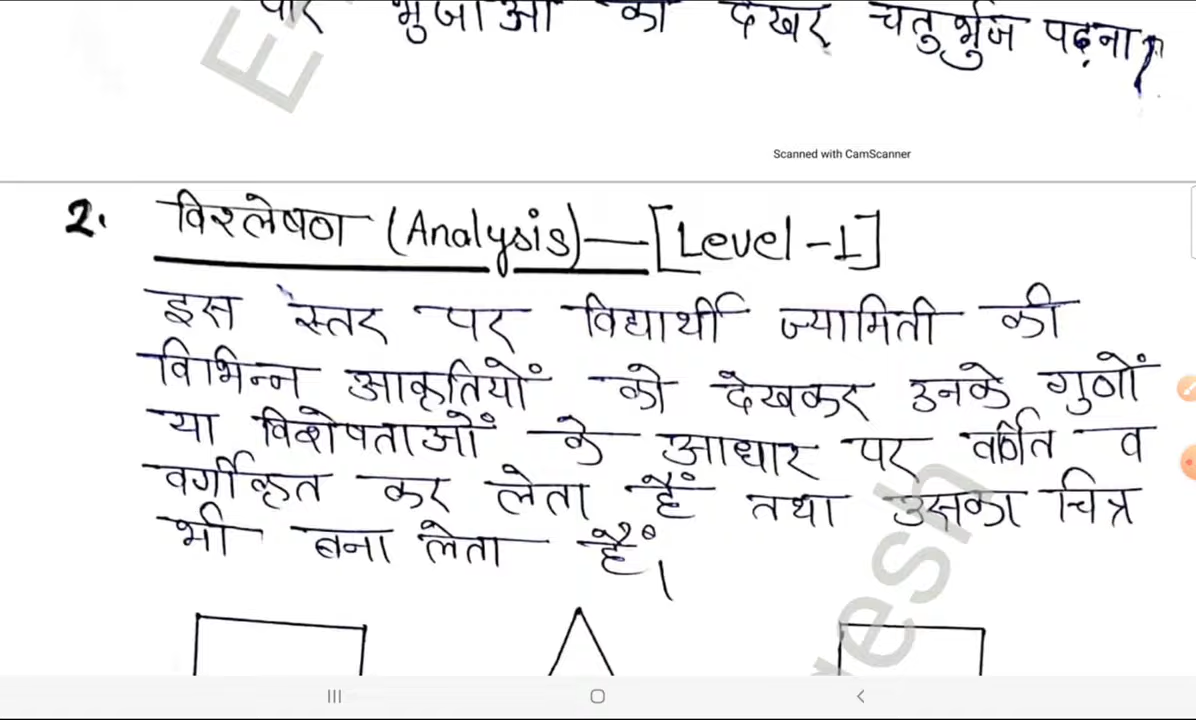 चार भुजाओं को देखर चतुर्भुज पढ़ना।
Scanned with CamScanner
2. विश्लेषण (Analysis)—[Level-1]
इस स्तर पर विद्यार्थी ज्यामिती की
विभिन्न आकृतियों को देखकर उनके गुणों
या विशेषताओं के आधार पर वर्णित व
वर्गीकृत कर लेता हैं तथा उसका चित्र
भी बना लेता हैं।